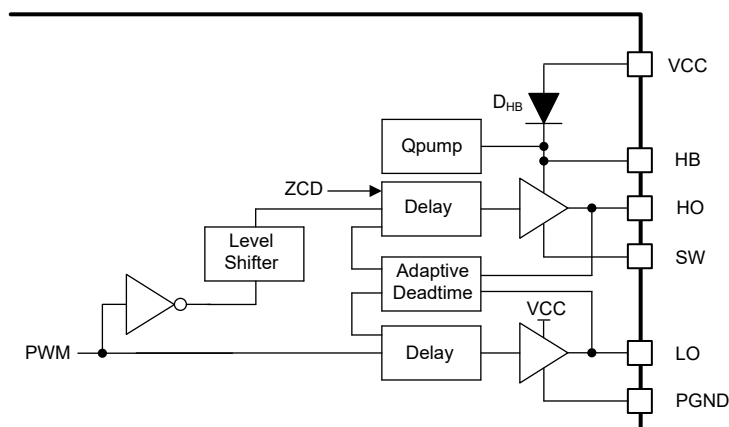 VCC
D_HB
Qpump
HB
ZCD
Delay
HO
Level
Shifter
SW
Adaptive
Deadtime
VCC
PWM
Delay
LO
PGND